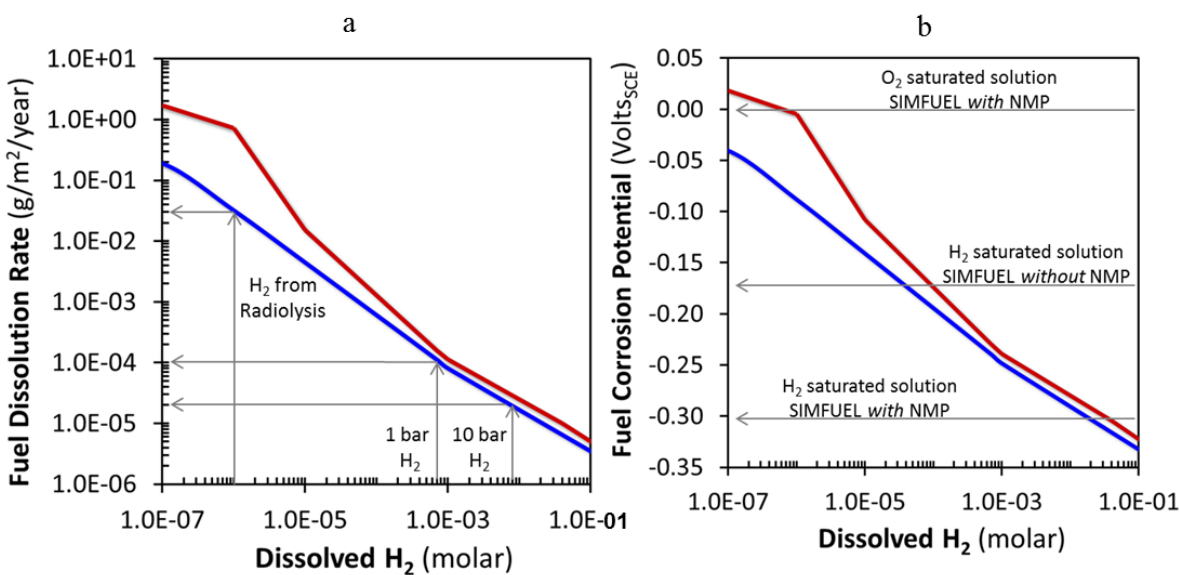 a
Fuel Dissolution Rate (g/m²/year)
1.0E+01
1.0E+00
1.0E-01
1.0E-02
1.0E-03
1.0E-04
1.0E-05
1.0E-06
H₂ from
Radiolysis
1 bar
H₂
10 bar
H₂
1.0E-07
1.0E-05
1.0E-03
1.0E-01
Dissolved H₂ (molar)
b
Fuel Corrosion Potential (Volts_SCE)
0.05
0.00
-0.05
-0.10
-0.15
-0.20
-0.25
-0.30
-0.35
O₂ saturated solution
SIMFUEL with NMP
H₂ saturated solution
SIMFUEL without NMP
H₂ saturated solution
SIMFUEL with NMP
1.0E-07
1.0E-05
1.0E-03
1.0E-01
Dissolved H₂ (molar)